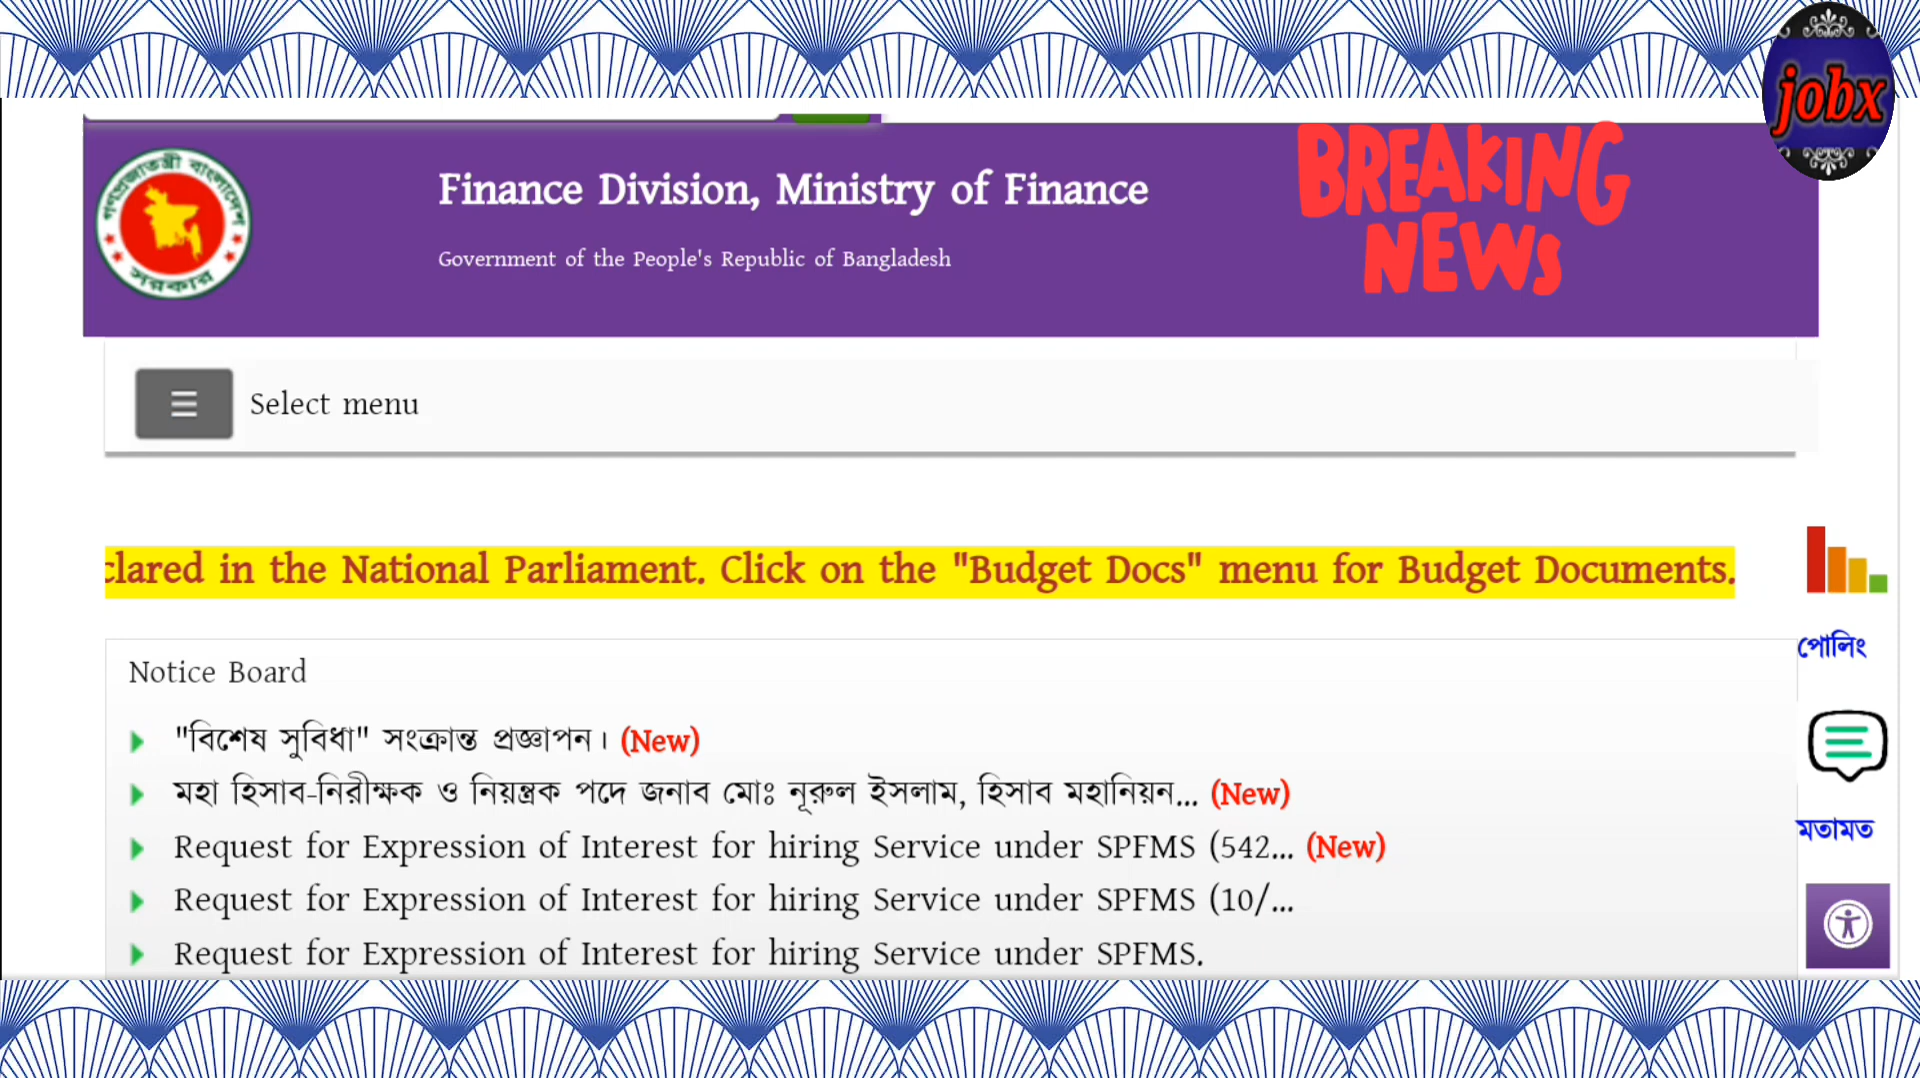 jobx
গণপ্রজাতন্ত্রী বাংলাদেশ
সরকার
Finance Division, Ministry of Finance
Government of the People's Republic of Bangladesh
BREAKING
NEWS
Select menu
clared in the National Parliament. Click on the "Budget Docs" menu for Budget Documents.
পোলিং
Notice Board
"বিশেষ সুবিধা" সংক্রান্ত প্রজ্ঞাপন। (New)
মহা হিসাব-নিরীক্ষক ও নিয়ন্ত্রক পদে জনাব মোঃ নূরুল ইসলাম, হিসাব মহানিয়ন... (New)
মতামত
Request for Expression of Interest for hiring Service under SPFMS (542... (New)
Request for Expression of Interest for hiring Service under SPFMS (10/...
Request for Expression of Interest for hiring Service under SPFMS.